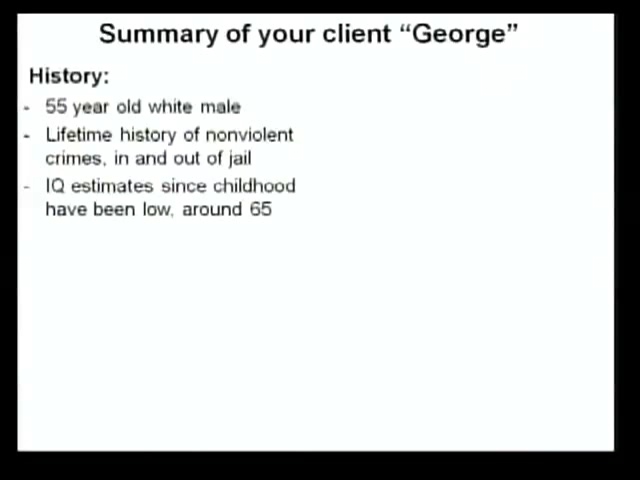 Summary of your client “George”
History:
- 55 year old white male
- Lifetime history of nonviolent
crimes, in and out of jail
- IQ estimates since childhood
have been low, around 65